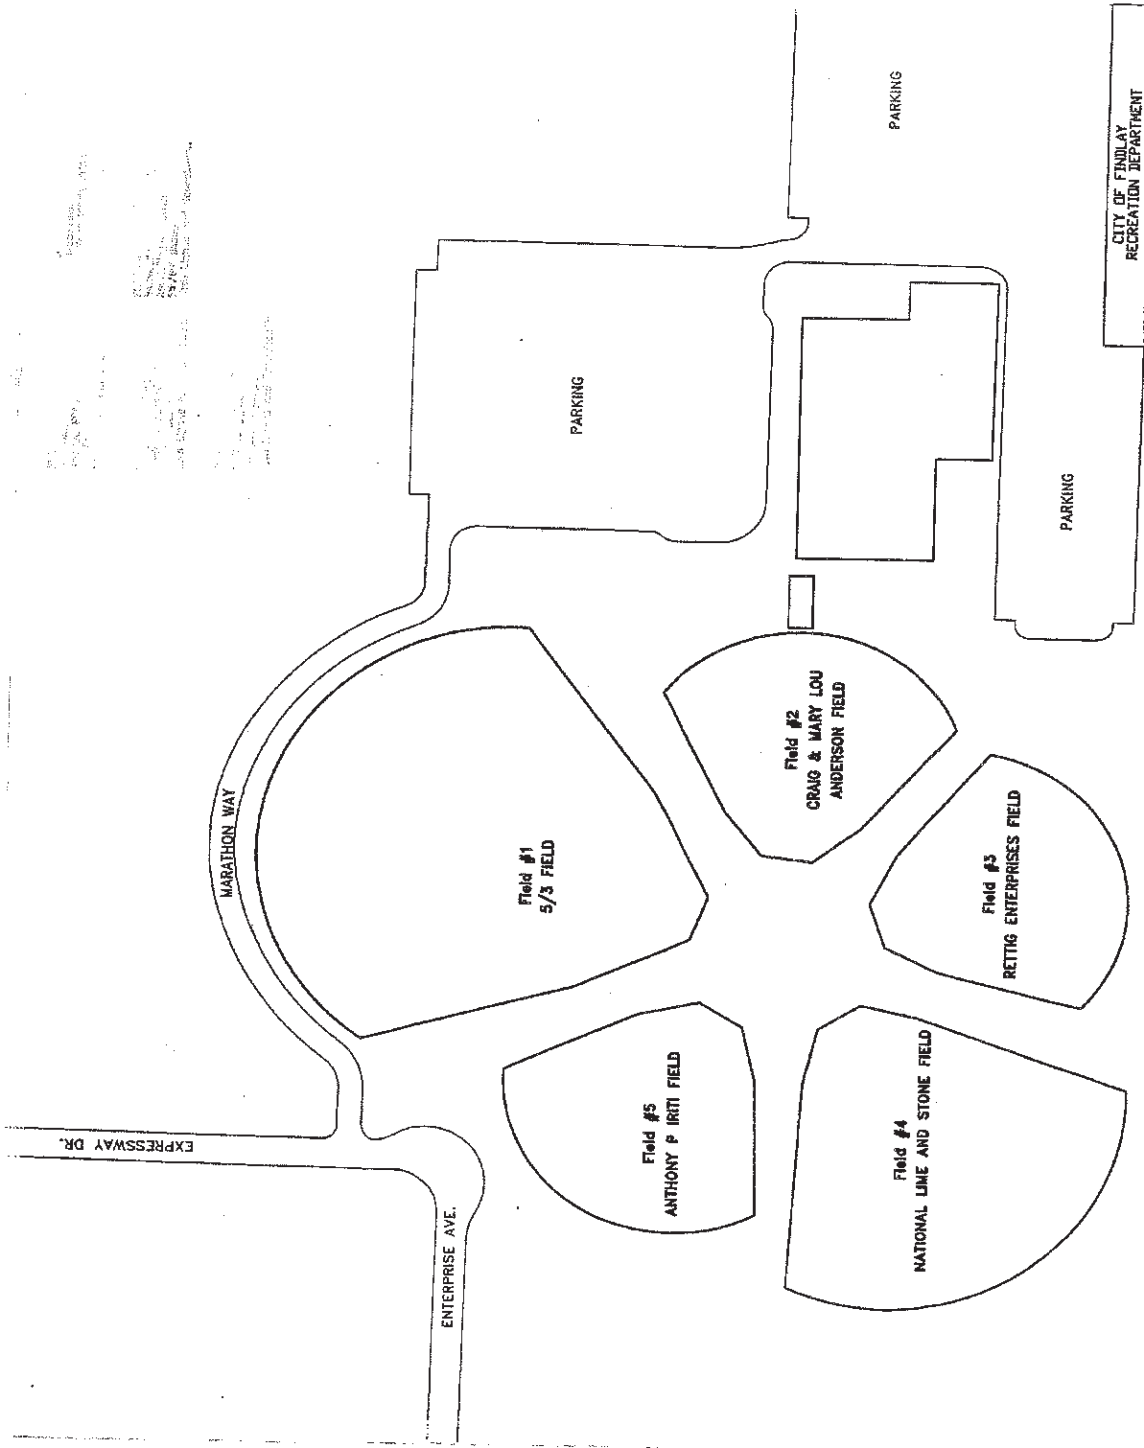 EXPRESSWAY DR.
ENTERPRISE AVE.
MARATHON WAY
Field #1
5/3 FIELD
Field #5
ANTHONY P IRITI FIELD
Field #2
CRAIG & MARY LOU
ANDERSON FIELD
Field #4
NATIONAL LIME AND STONE FIELD
Field #3
RETTIG ENTERPRISES FIELD
PARKING
PARKING
PARKING
CITY OF FINDLAY
RECREATION DEPARTMENT